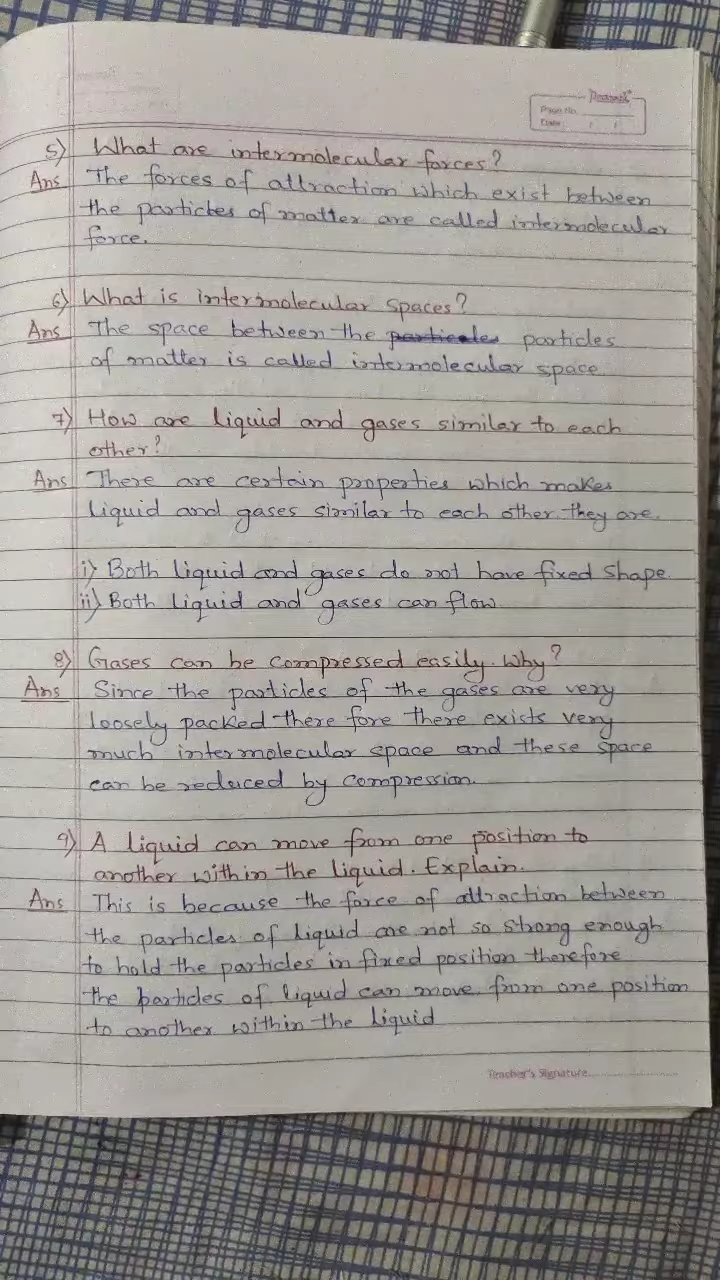 Page No.
Date / /
5) What are intermolecular forces?
Ans The forces of attraction which exist between
the particles of matter are called intermolecular
force.
6) What is intermolecular spaces?
Ans The space between the particles
of matter is called intermolecular space
7) How are liquid and gases similar to each
other?
Ans There are certain properties which makes
liquid and gases similar to each other. they are.
i) Both liquid and gases do not have fixed shape.
ii) Both liquid and gases can flow
8) Gases can be compressed easily. Why?
Ans Since the particles of the gases are very
loosely packed there fore there exists very
much intermolecular space and these space
can be reduced by compression.
9) A liquid can move from one position to
another within the liquid. Explain.
Ans This is because the force of attraction between
the particles of liquid are not so strong enough
to hold the particles in fixed position therefore
the particles of liquid can move from one position
to another within the liquid
Teacher's Signature